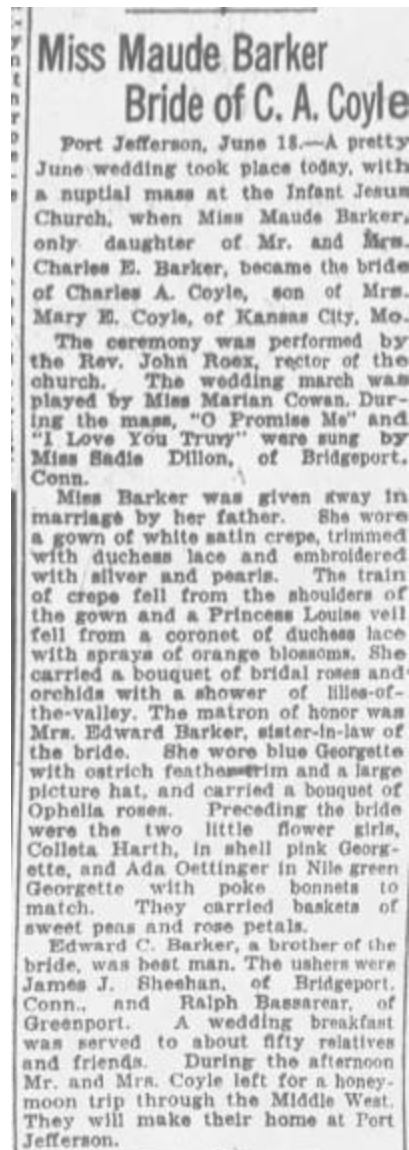 Miss Maude Barker
Bride of C. A. Coyle
Port Jefferson, June 18.—A pretty
June wedding took place today, with
a nuptial mass at the Infant Jesus
Church, when Miss Maude Barker,
only daughter of Mr. and Mrs.
Charles E. Barker, became the bride
of Charles A. Coyle, son of Mrs.
Mary E. Coyle, of Kansas City, Mo.
The ceremony was performed by
the Rev. John Roex, rector of the
church. The wedding march was
played by Miss Marian Cowan. Dur-
ing the mass, "O Promise Me" and
"I Love You Truvy" were sung by
Miss Sadie Dillon, of Bridgeport,
Conn.
Miss Barker was given away in
marriage by her father. She wore
a gown of white satin crepe, trimmed
with duchess lace and embroidered
with silver and pearls. The train
of crepe fell from the shoulders of
the gown and a Princess Louise veil
fell from a coronet of duchess lace
with sprays of orange blossoms. She
carried a bouquet of bridal roses and
orchids with a shower of lilies-of-
the-valley. The matron of honor was
Mrs. Edward Barker, sister-in-law of
the bride. She wore blue Georgette
with ostrich feather trim and a large
picture hat, and carried a bouquet of
Ophelia roses. Preceding the bride
were the two little flower girls,
Colleta Harth, in shell pink Georg-
ette, and Ada Oettinger in Nile green
Georgette with poke bonnets to
match. They carried baskets of
sweet peas and rose petals.
Edward C. Barker, a brother of the
bride, was best man. The ushers were
James J. Sheehan, of Bridgeport,
Conn., and Ralph Bassarear, of
Greenport. A wedding breakfast
was served to about fifty relatives
and friends. During the afternoon
Mr. and Mrs. Coyle left for a honey-
moon trip through the Middle West.
They will make their home at Port
Jefferson.